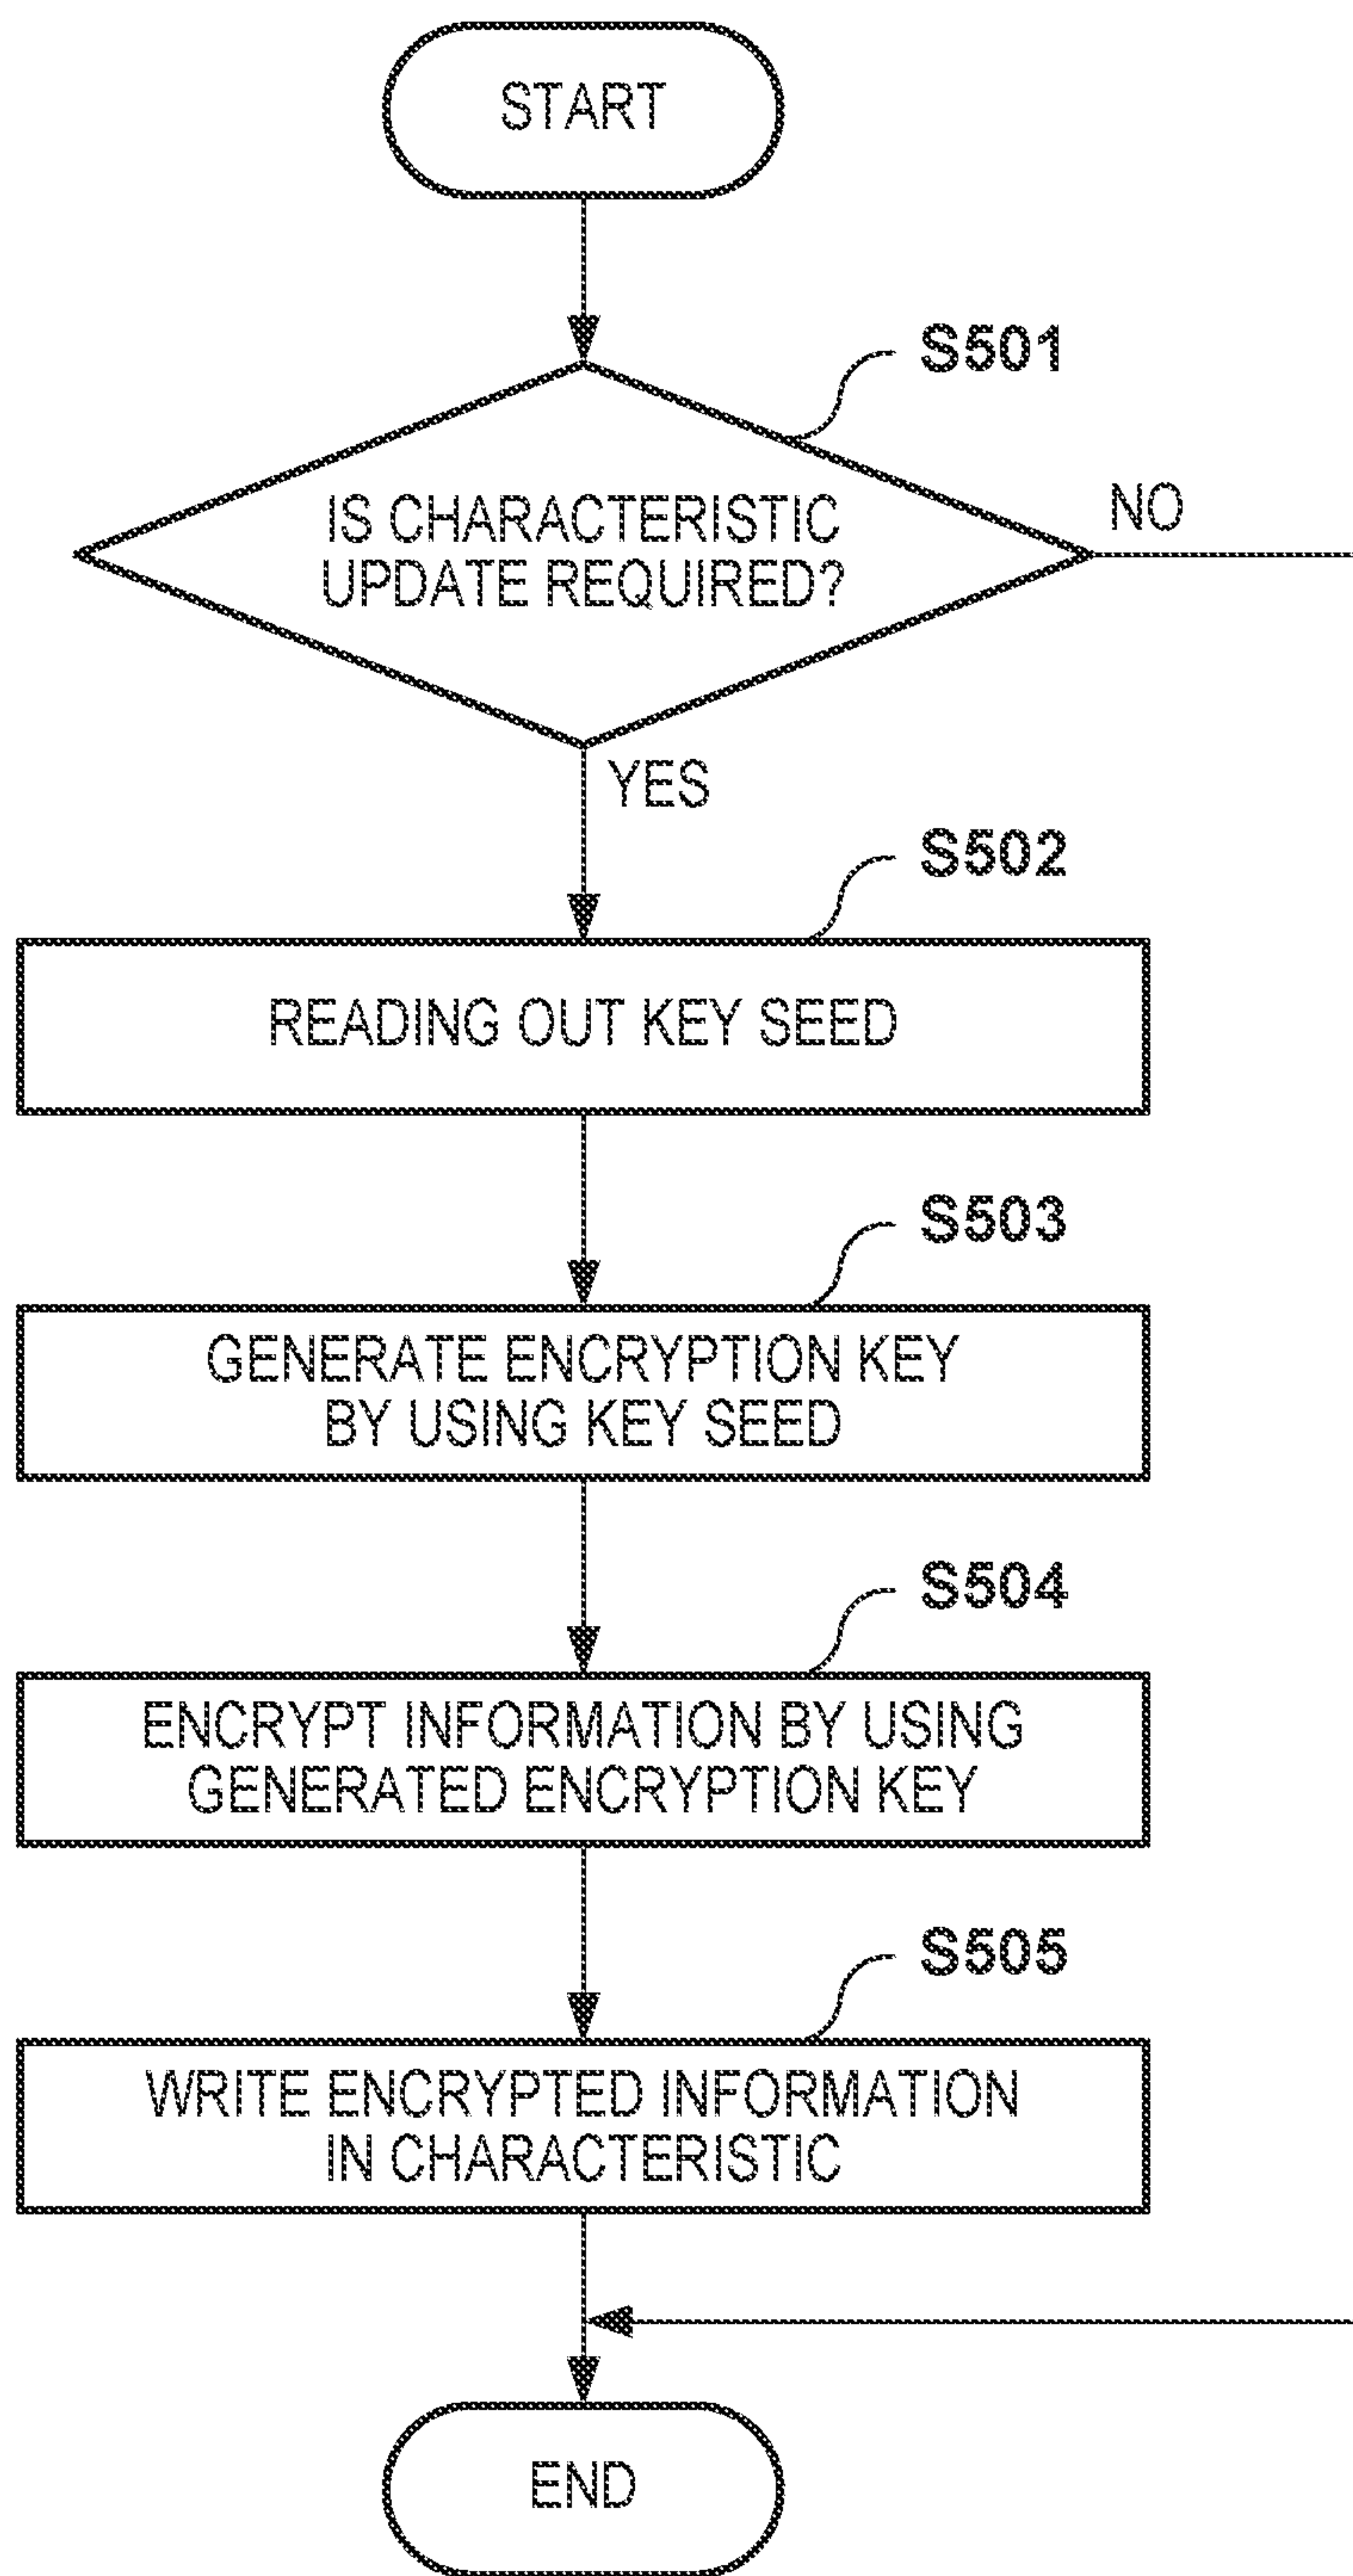 START
S501
IS CHARACTERISTIC
UPDATE REQUIRED?
NO
YES
S502
READING OUT KEY SEED
S503
GENERATE ENCRYPTION KEY
BY USING KEY SEED
S504
ENCRYPT INFORMATION BY USING
GENERATED ENCRYPTION KEY
S505
WRITE ENCRYPTED INFORMATION
IN CHARACTERISTIC
END